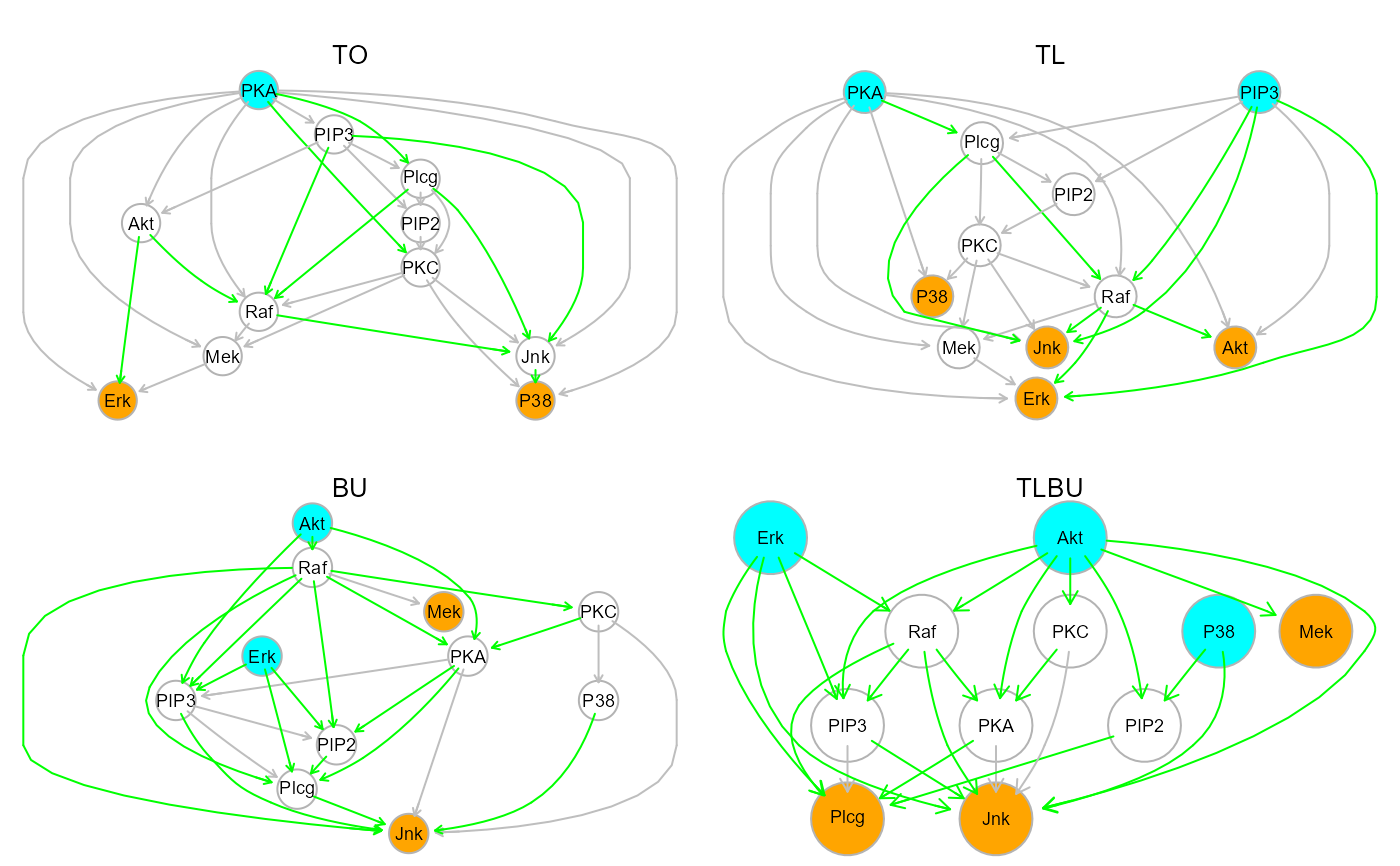 TO
PKA
PIP3
Plcg
Akt
PIP2
PKC
Raf
Mek
Jnk
Erk
P38
TL
PKA
PIP3
Plcg
PIP2
PKC
P38
Raf
Mek
Jnk
Akt
Erk
BU
Akt
Raf
Mek
PKC
Erk
PKA
PIP3
P38
PIP2
Plcg
Jnk
TLBU
Erk
Akt
Raf
PKC
P38
Mek
PIP3
PKA
PIP2
Plcg
Jnk